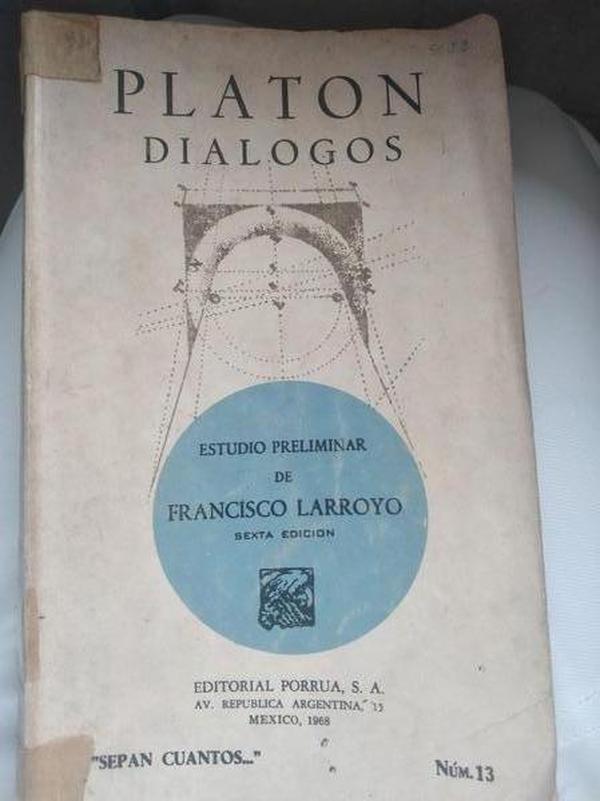 PLATON
DIALOGOS
ESTUDIO PRELIMINAR
DE
FRANCISCO LARROYO
SEXTA EDICION
EDITORIAL PORRUA, S. A.
AV. REPUBLICA ARGENTINA, 15
MEXICO, 1968
"SEPAN CUANTOS..."
NÚM. 13